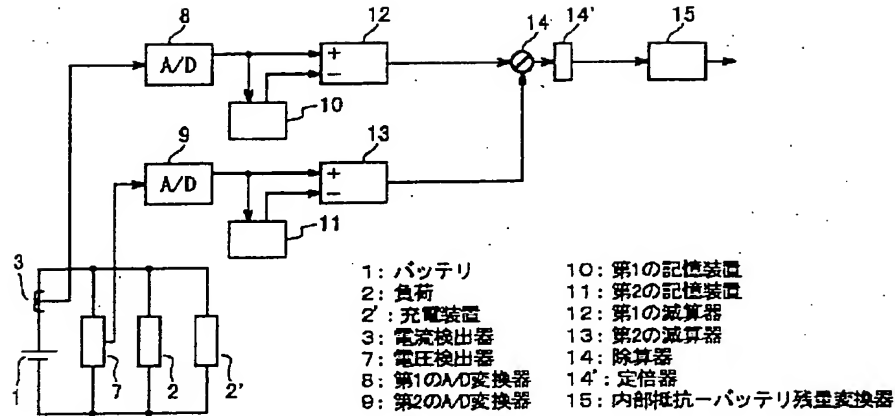 8
12
14
14'
15
A/D
+
−
10
9
13
A/D
+
−
11
3
1
7
2
2'
1: バッテリ
2: 負荷
2': 充電装置
3: 電流検出器
7: 電圧検出器
8: 第1のA/D変換器
9: 第2のA/D変換器
10: 第1の記憶装置
11: 第2の記憶装置
12: 第1の減算器
13: 第2の減算器
14: 除算器
14': 定倍器
15: 内部抵抗ーバッテリ残量変換器